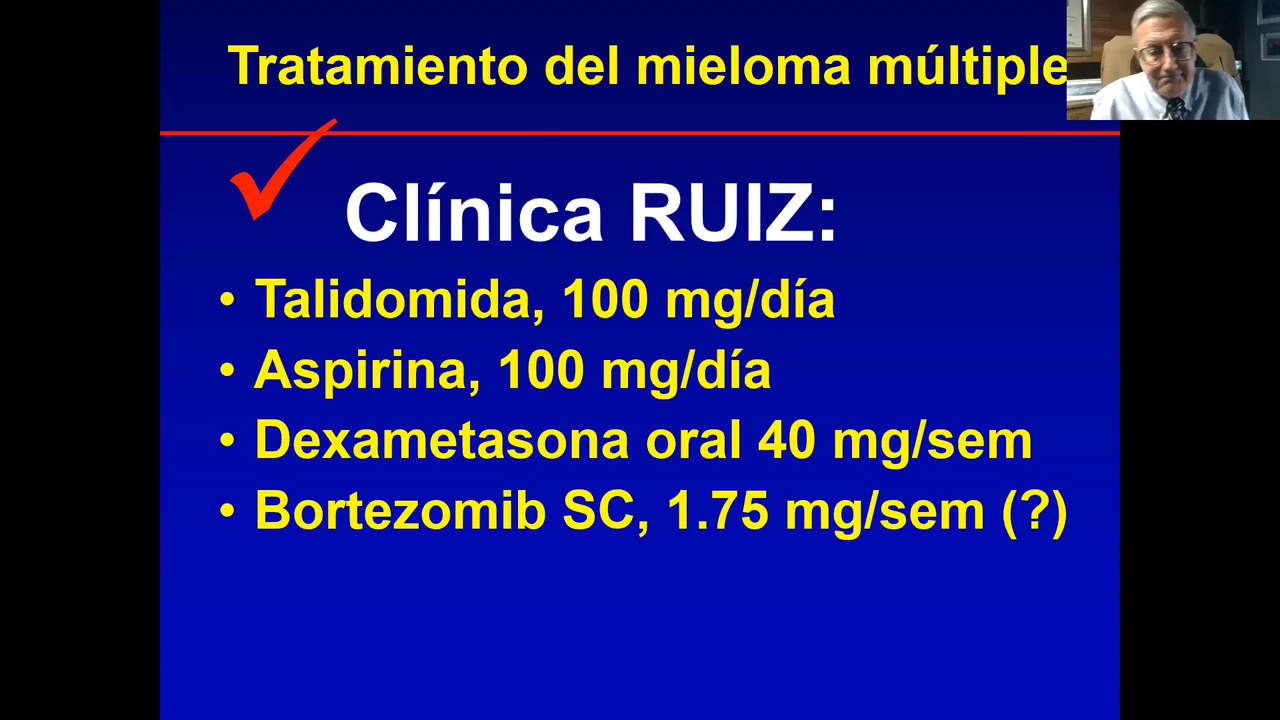 Tratamiento del mieloma múltiple
Clínica RUIZ:
• Talidomida, 100 mg/día
• Aspirina, 100 mg/día
• Dexametasona oral 40 mg/sem
• Bortezomib SC, 1.75 mg/sem (?)